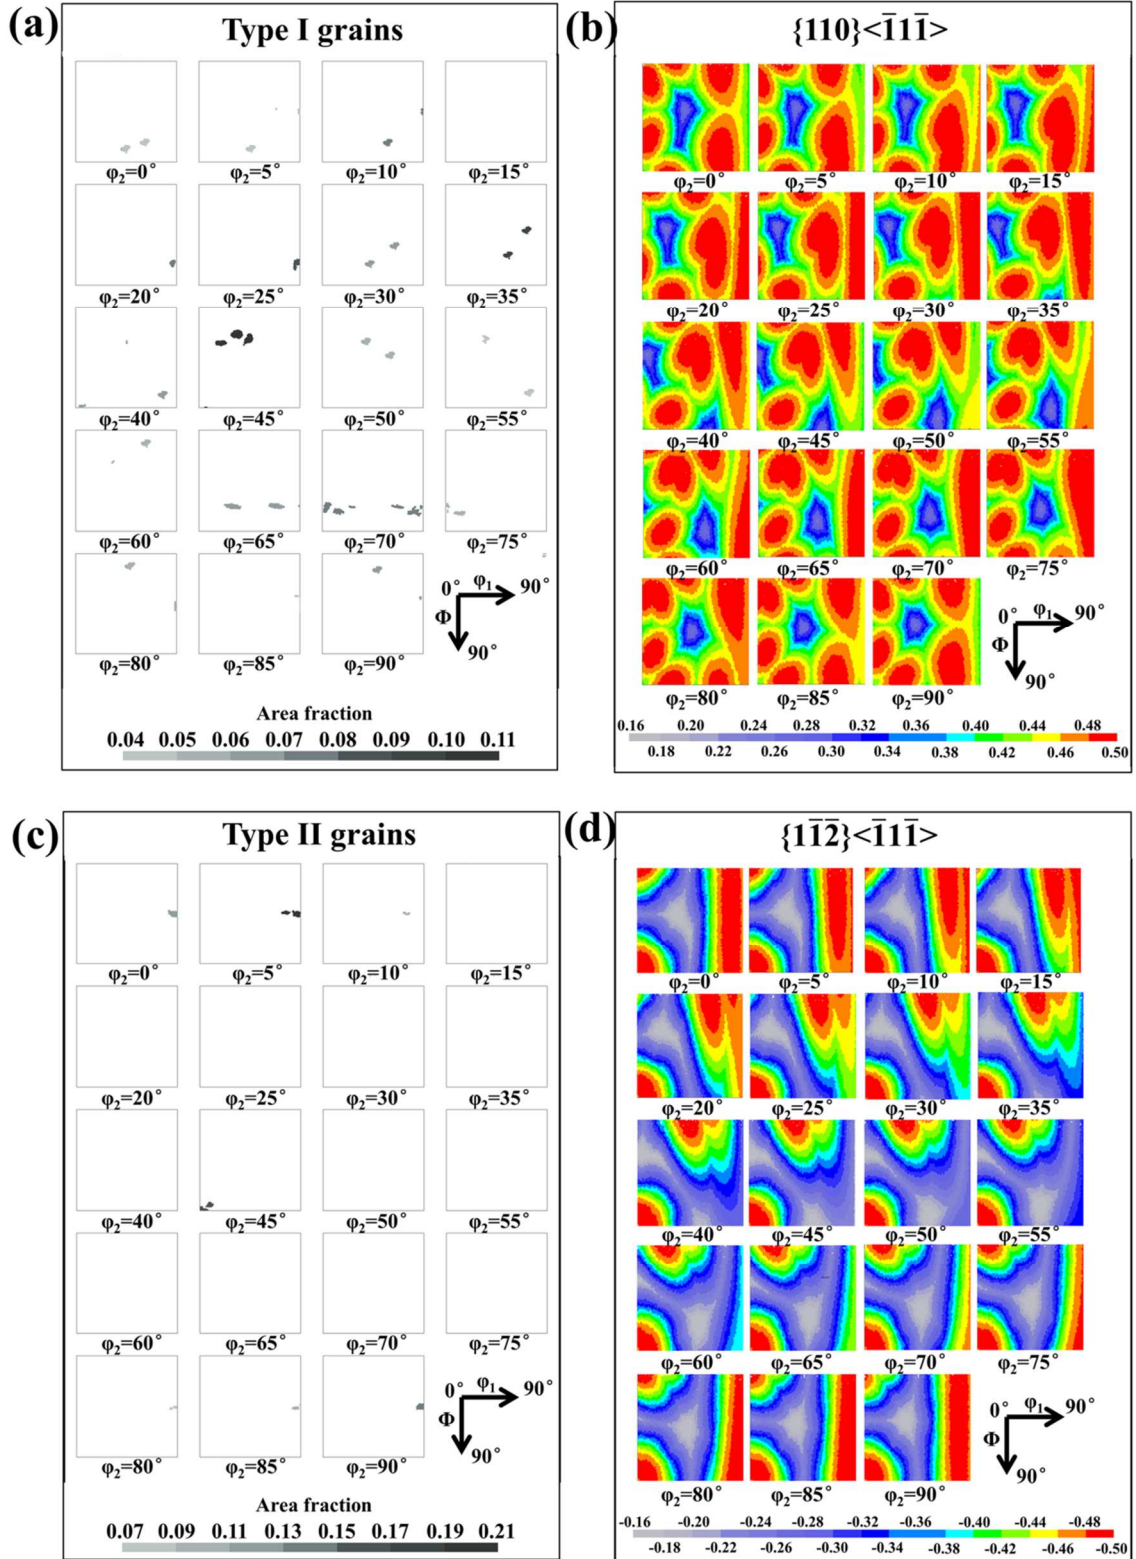 (a)
Type I grains
φ₂=0° φ₂=5° φ₂=10° φ₂=15°
φ₂=20° φ₂=25° φ₂=30° φ₂=35°
φ₂=40° φ₂=45° φ₂=50° φ₂=55°
φ₂=60° φ₂=65° φ₂=70° φ₂=75°
0° φ₁ 90°
Φ
90°
φ₂=80° φ₂=85° φ₂=90°
Area fraction
0.04 0.05 0.06 0.07 0.08 0.09 0.10 0.11
(b)
{110}<1̅11̅>
φ₂=0° φ₂=5° φ₂=10° φ₂=15°
φ₂=20° φ₂=25° φ₂=30° φ₂=35°
φ₂=40° φ₂=45° φ₂=50° φ₂=55°
φ₂=60° φ₂=65° φ₂=70° φ₂=75°
0° φ₁ 90°
Φ
90°
φ₂=80° φ₂=85° φ₂=90°
0.16 0.20 0.24 0.28 0.32 0.36 0.40 0.44 0.48
0.18 0.22 0.26 0.30 0.34 0.38 0.42 0.46 0.50
(c)
Type II grains
φ₂=0° φ₂=5° φ₂=10° φ₂=15°
φ₂=20° φ₂=25° φ₂=30° φ₂=35°
φ₂=40° φ₂=45° φ₂=50° φ₂=55°
φ₂=60° φ₂=65° φ₂=70° φ₂=75°
0° φ₁ 90°
Φ
90°
φ₂=80° φ₂=85° φ₂=90°
Area fraction
0.07 0.09 0.11 0.13 0.15 0.17 0.19 0.21
(d)
{11̅2̅}<1̅11̅>
φ₂=0° φ₂=5° φ₂=10° φ₂=15°
φ₂=20° φ₂=25° φ₂=30° φ₂=35°
φ₂=40° φ₂=45° φ₂=50° φ₂=55°
φ₂=60° φ₂=65° φ₂=70° φ₂=75°
0° φ₁ 90°
Φ
90°
φ₂=80° φ₂=85° φ₂=90°
-0.16 -0.20 -0.24 -0.28 -0.32 -0.36 -0.40 -0.44 -0.48
-0.18 -0.22 -0.26 -0.30 -0.34 -0.38 -0.42 -0.46 -0.50